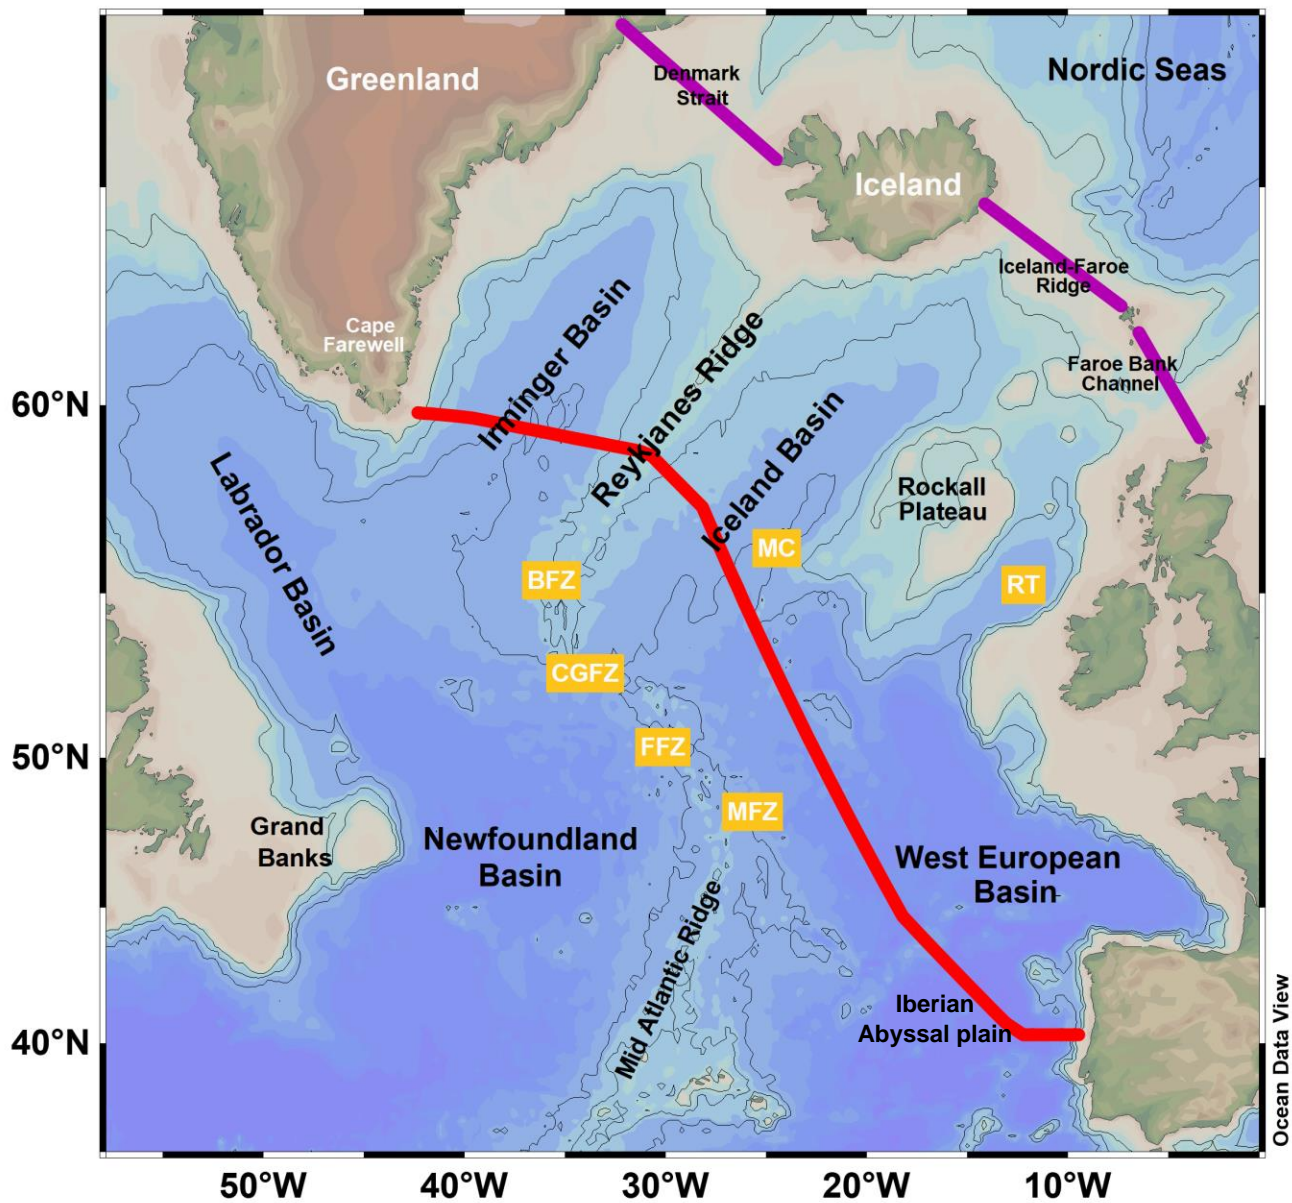 Greenland
Denmark
Strait
Nordic Seas
Iceland
Iceland-Faroe
Ridge
Cape
Farewell
Irminger Basin
Reykjanes Ridge
Faroe Bank
Channel
60°N
Labrador Basin
Iceland Basin
Rockall
Plateau
MC
BFZ
RT
CGFZ
50°N
FFZ
MFZ
Grand
Banks
Newfoundland
Basin
West European
Basin
Mid Atlantic Ridge
Iberian
Abyssal plain
40°N
Ocean Data View
50°W
40°W
30°W
20°W
10°W